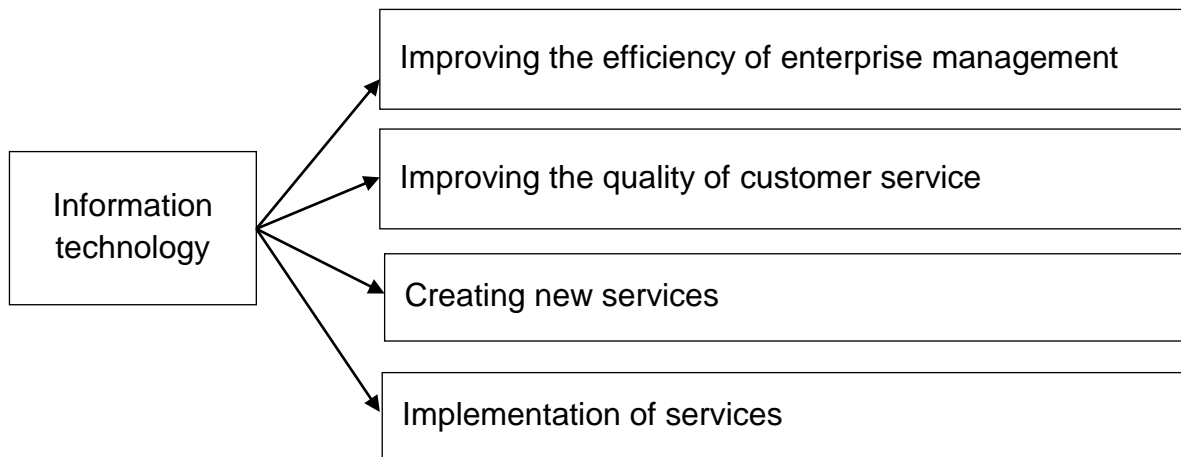 Improving the efficiency of enterprise management
Improving the quality of customer service
Information
technology
Creating new services
Implementation of services